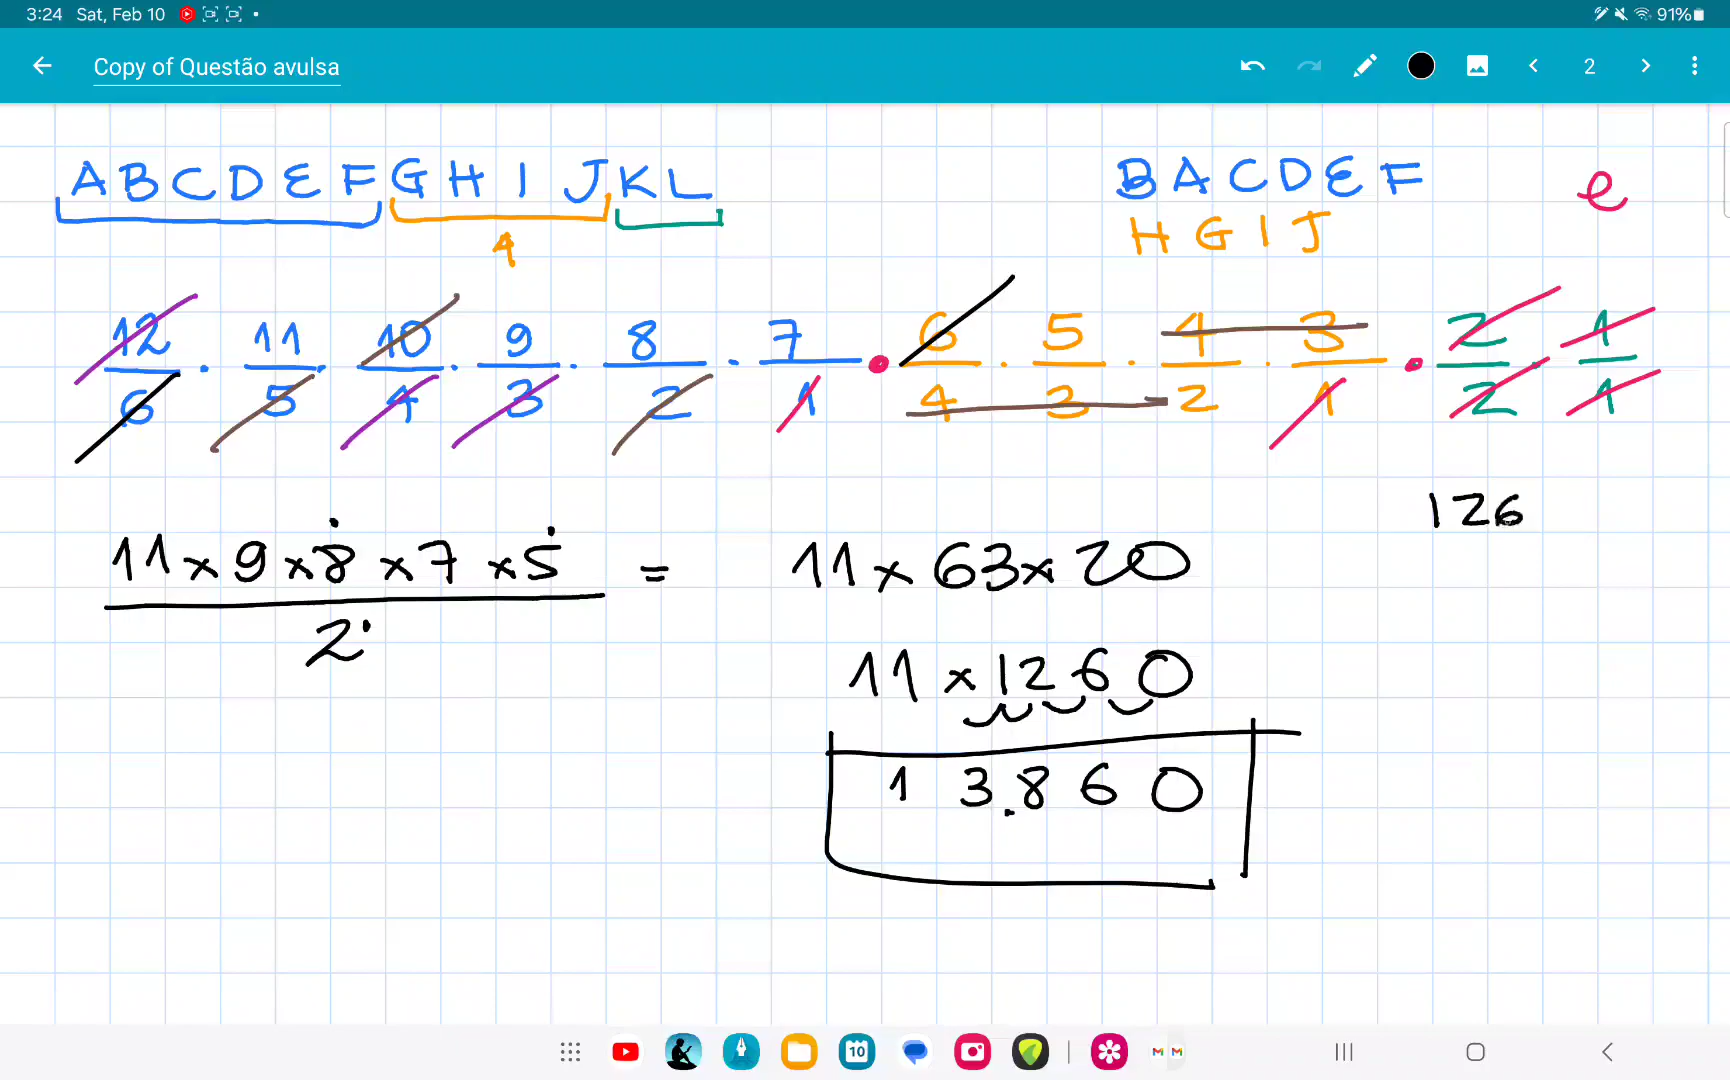 3:24 Sat, Feb 10 91%
Copy of Questão avulsa 2
A B C D E F G H I J K L
4
B A C D E F
H G I J
e
12/6 · 11/5 · 10/4 · 9/3 · 8/2 · 7/1 • 6/4 · 5/3 · 4/2 · 3/1 • 2/2 · 1/1
126
11 × 9 × 8 × 7 × 5 = 11 × 63 × 20
2
11 × 1260
13.860
10